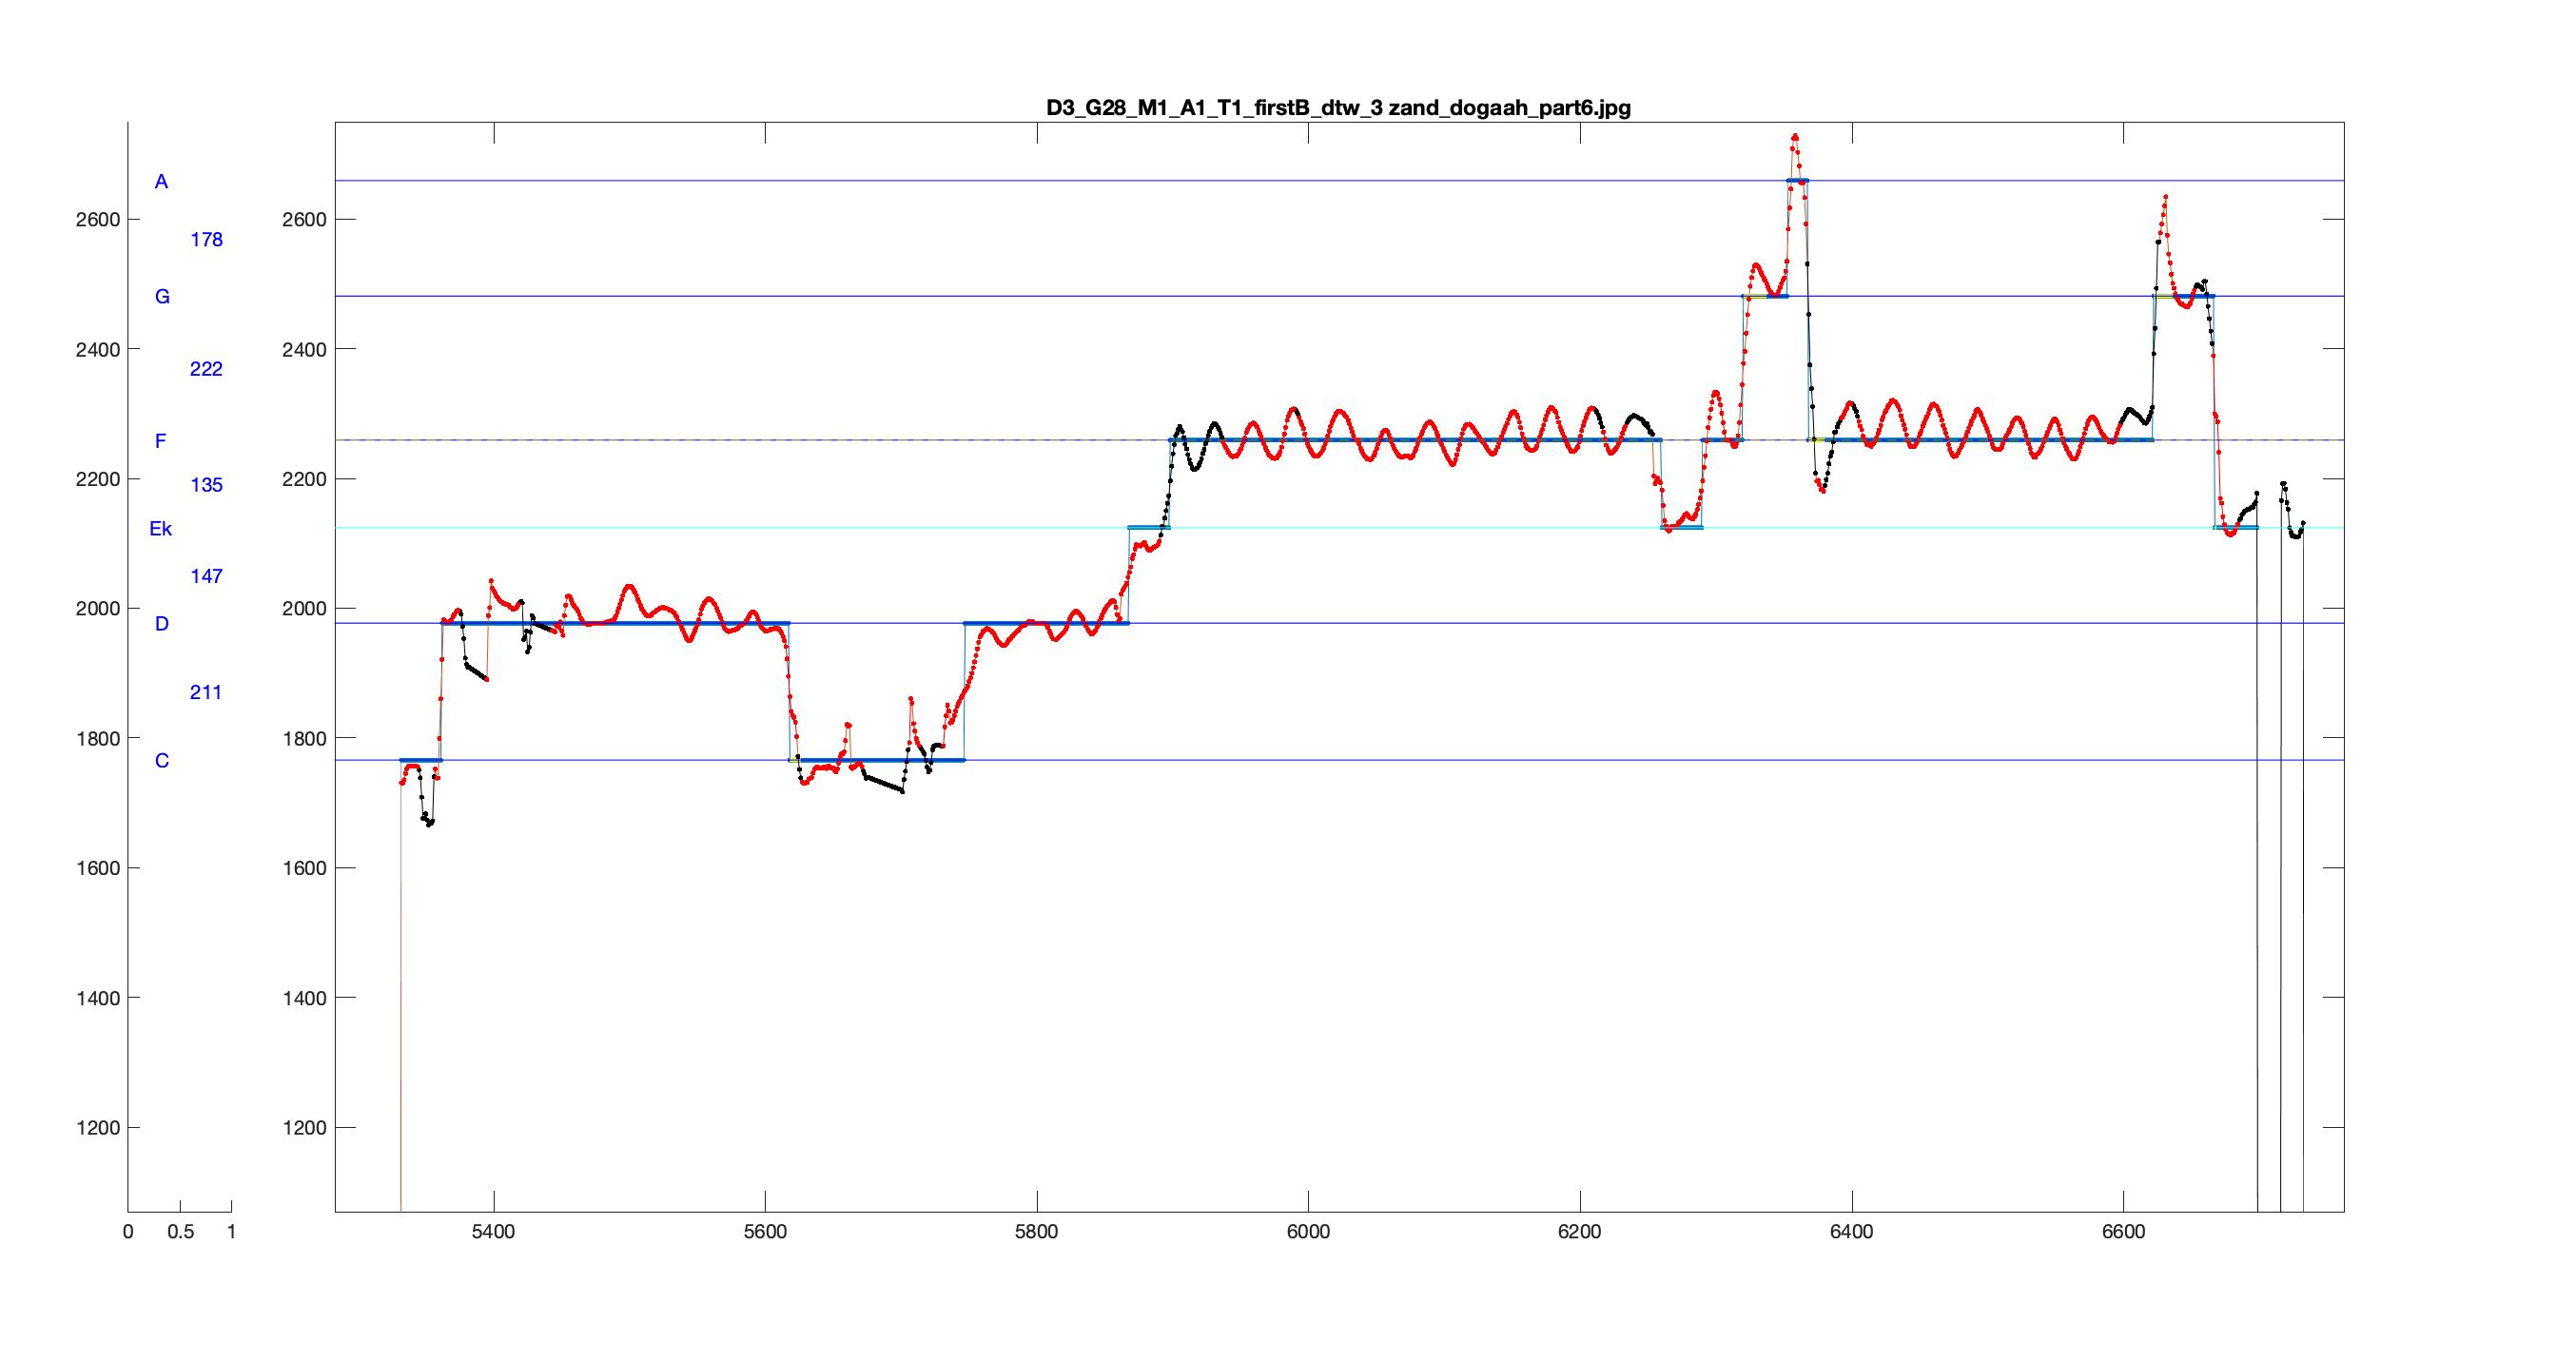 D3_G28_M1_A1_T1_firstB_dtw_3 zand_dogaah_part6.jpg
A
2600 2600
178
G
2400 2400
222
F
2200 135 2200
Ek
147
2000 2000
D
211
1800 1800
C
1600 1600
1400 1400
1200 1200
0 0.5 1 5400 5600 5800 6000 6200 6400 6600